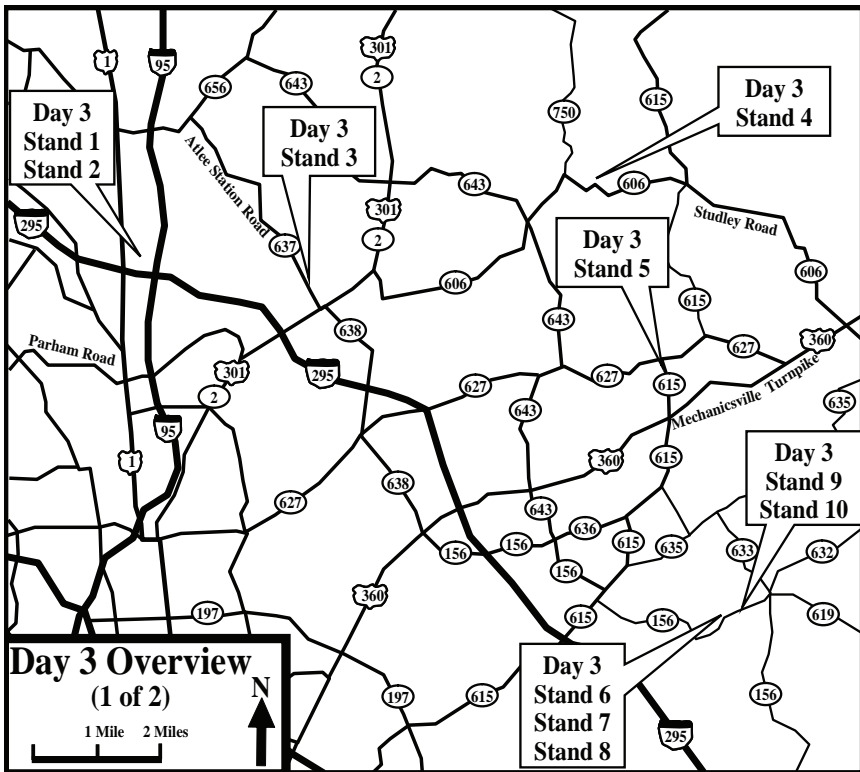 1
95
301
2
656
643
750
615
Day 3
Stand 1
Stand 2
Day 3
Stand 3
Day 3
Stand 4
Atlee Station Road
643
606
295
301
2
637
Studley Road
Day 3
Stand 5
606
606
615
638
643
Parham Road
301
295
627
360
2
627
627
615
Mechanicsville Turnpike
643
635
95
1
360
615
Day 3
Stand 9
Stand 10
638
627
643
636
156
156
615
635
633
632
156
360
197
615
156
619
Day 3 Overview
(1 of 2)
N
1 Mile
2 Miles
Day 3
Stand 6
Stand 7
Stand 8
197
615
156
295